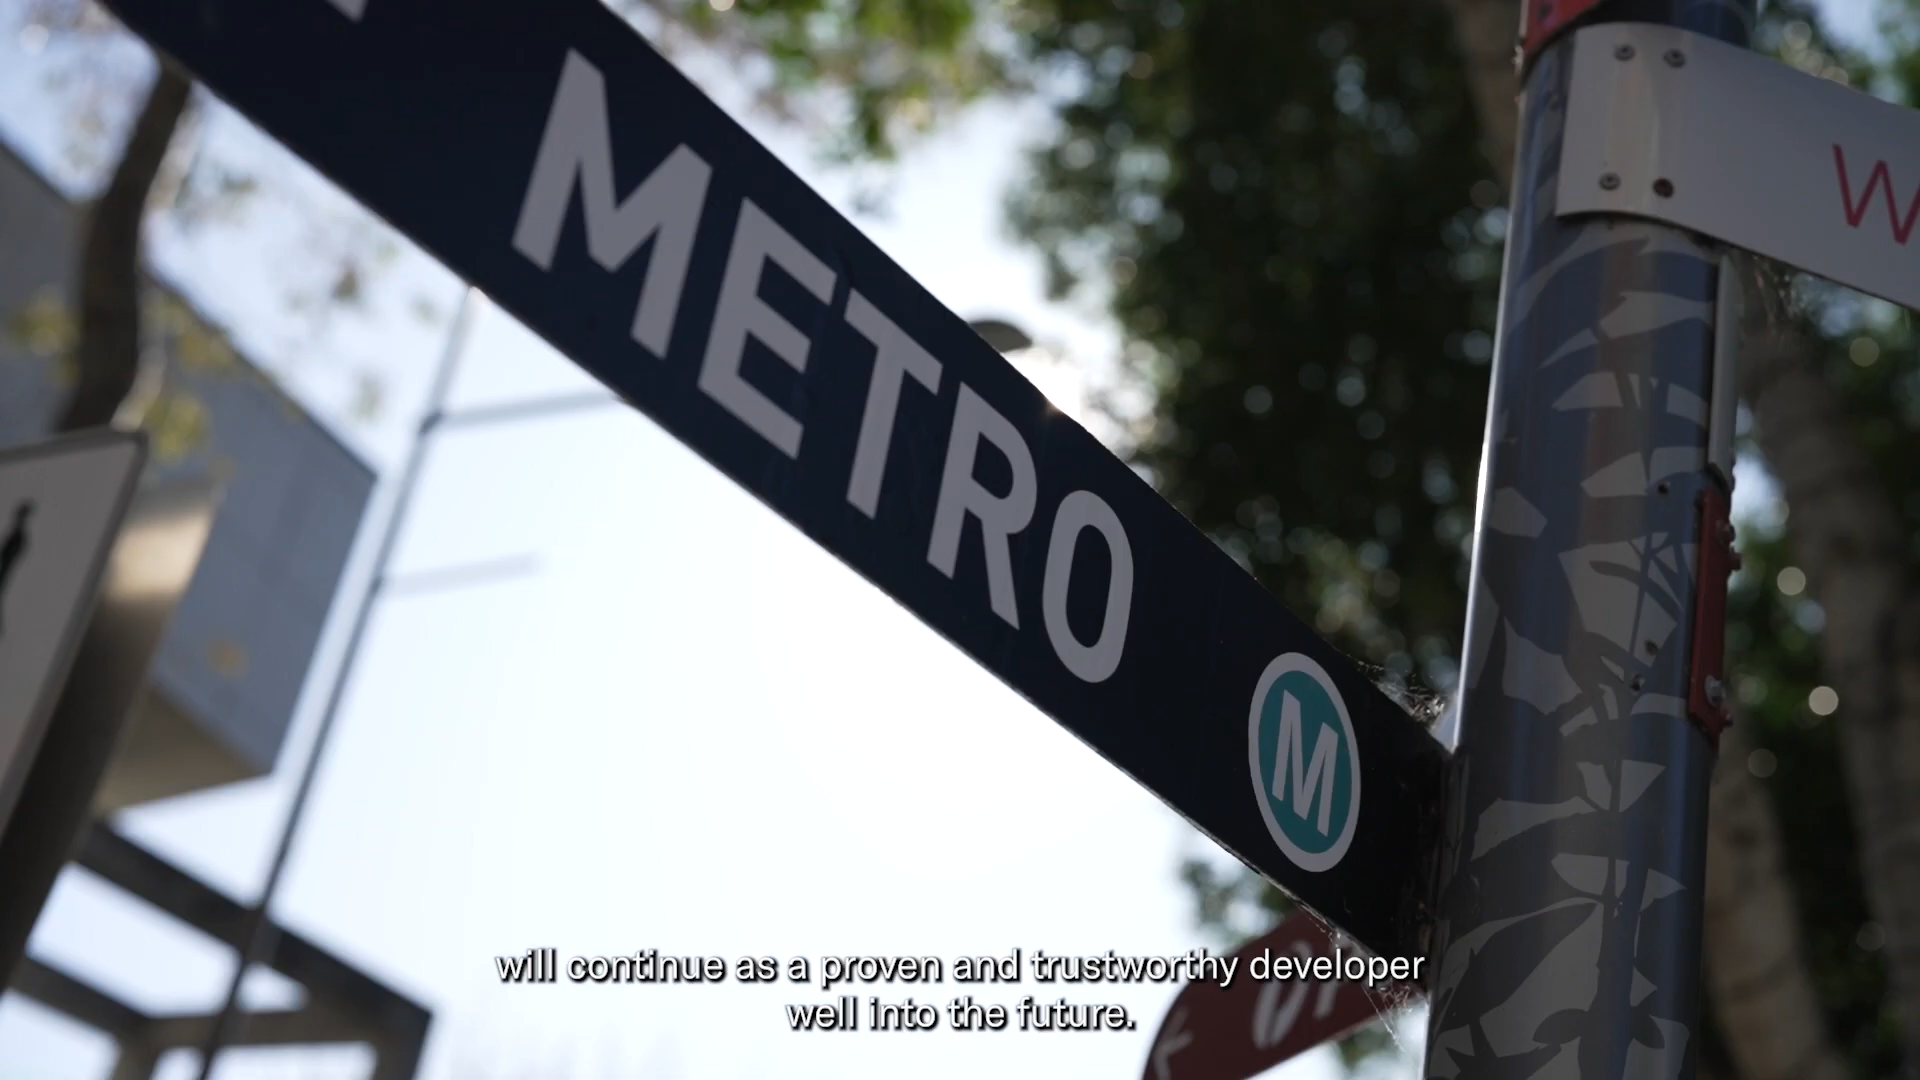 METRO
M
W
will continue as a proven and trustworthy developer
well into the future.